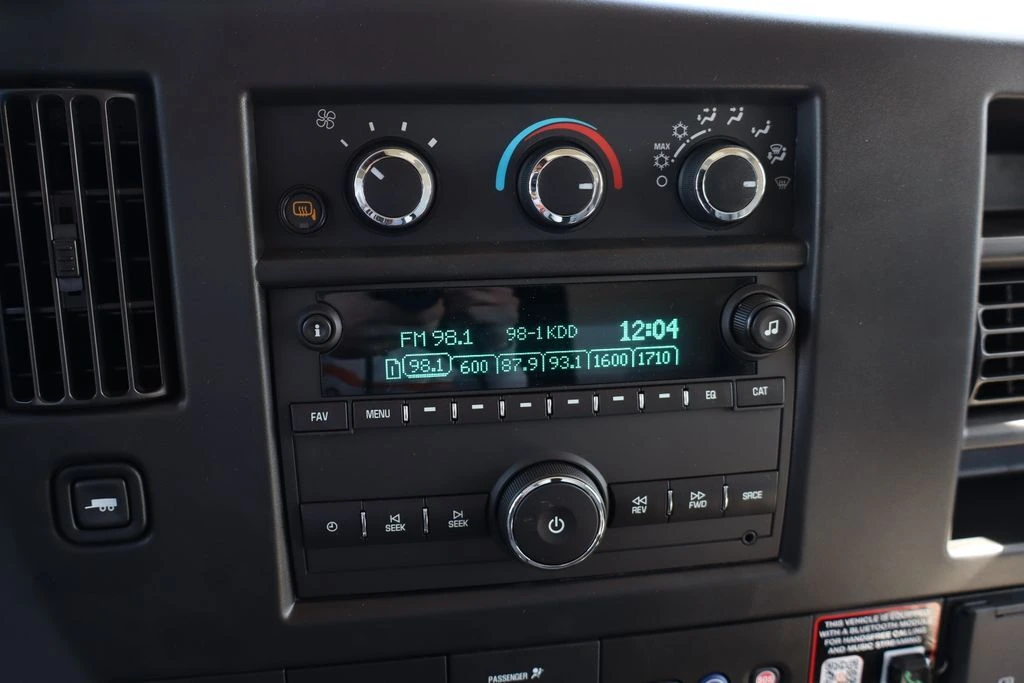 MAX
i
FM 98.1 98-1KDD 12:04
1 98.1 600 87.9 93.1 1600 1710
FAV MENU EQ CAT
SEEK SEEK REV FWD SRCE
THIS VEHICLE IS EQUIPPED
WITH A BLUETOOTH MODULE
FOR HANDSFREE CALLING
AND MUSIC STREAMING
PASSENGER
SOS